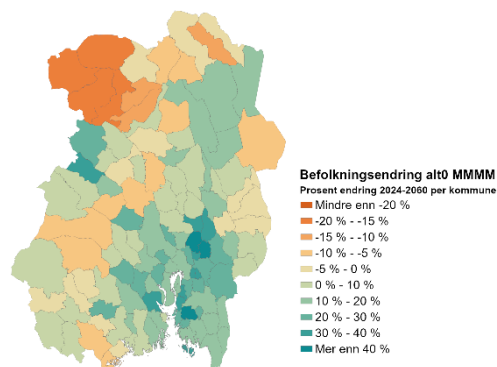 Befolkningsendring alt0 MMMM
Prosent endring 2024-2060 per kommune
Mindre enn -20 %
-20 % - -15 %
-15 % - -10 %
-10 % - -5 %
-5 % - 0 %
0 % - 10 %
10 % - 20 %
20 % - 30 %
30 % - 40 %
Mer enn 40 %